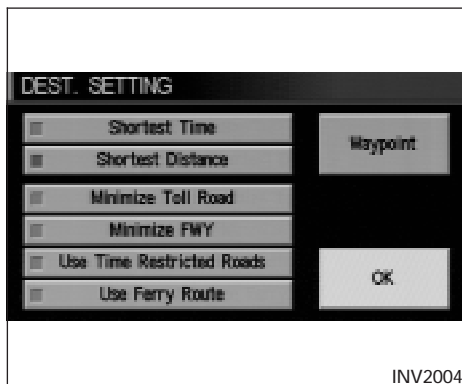 DEST. SETTING
Shortest Time
Shortest Distance
Waypoint
Minimize Toll Road
Minimize FWY
Use Time Restricted Roads
Use Ferry Route
OK
INV2004